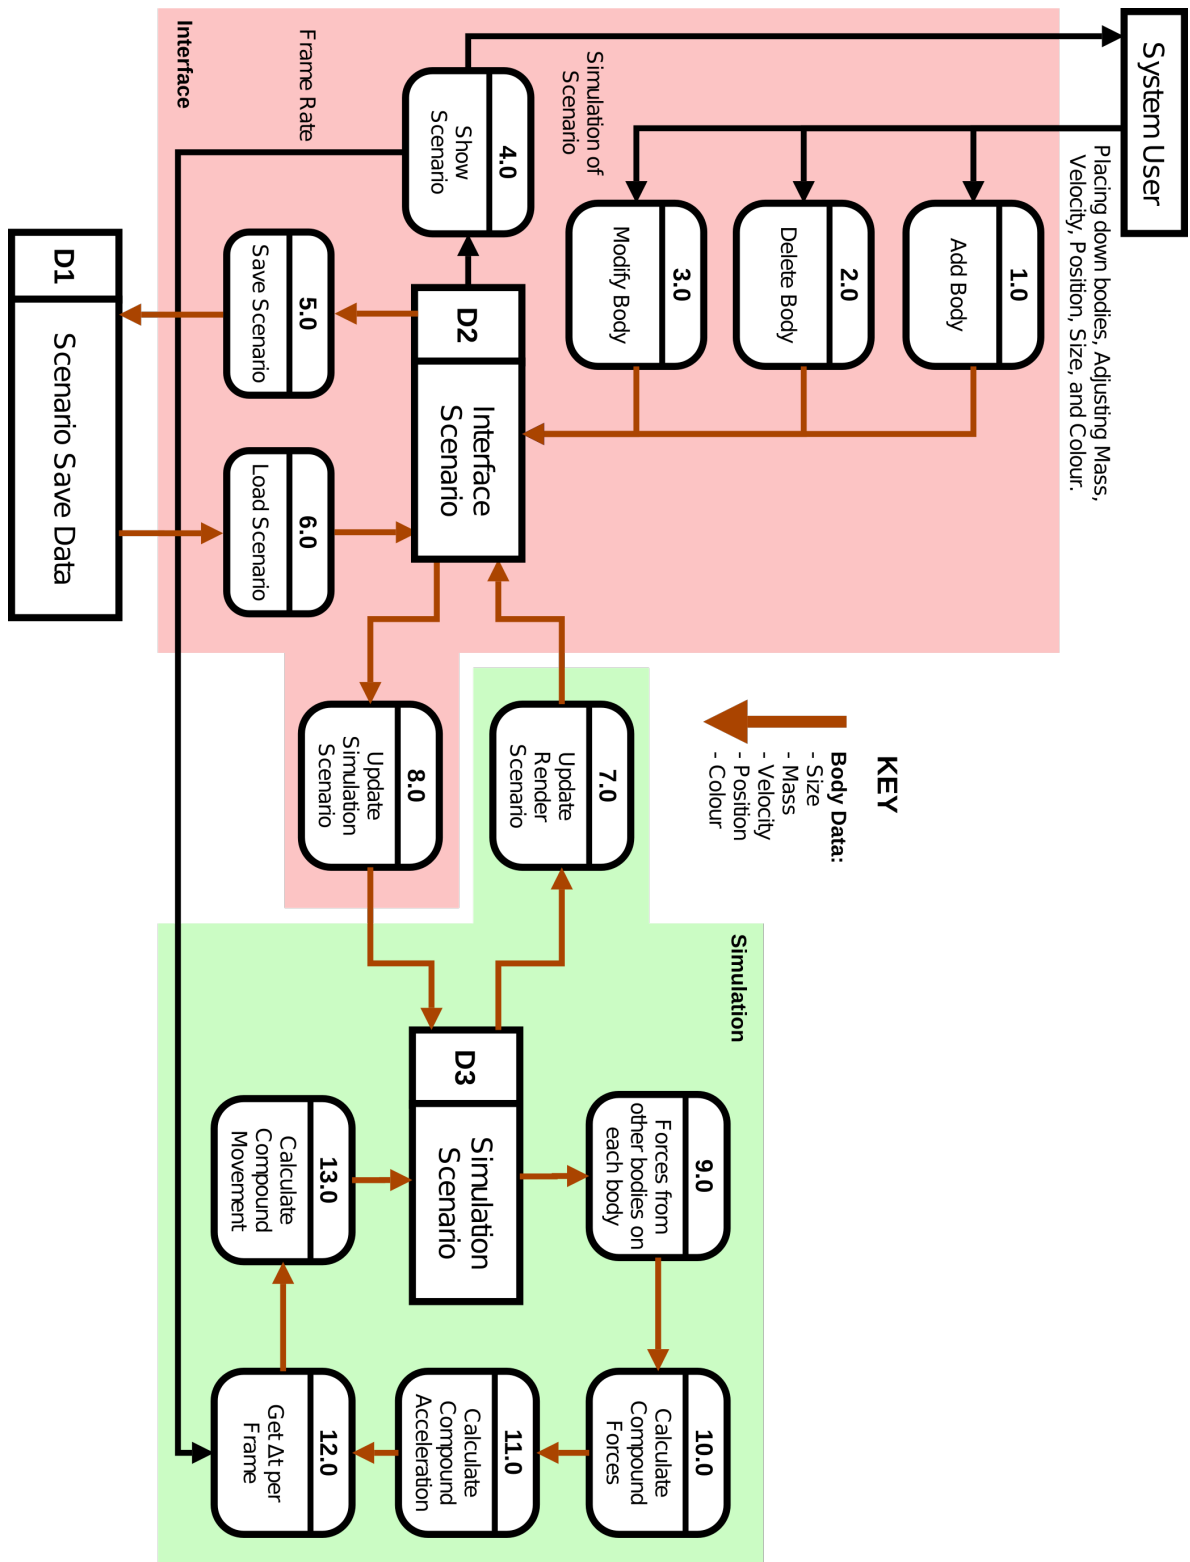 System User
Placing down bodies, Adjusting Mass,
Velocity, Position, Size, and Colour.
1.0
Add Body
2.0
Delete Body
3.0
Modify Body
Simulation of
Scenario
4.0
Show
Scenario
Frame Rate
Interface
D2
Interface
Scenario
5.0
Save Scenario
6.0
Load Scenario
D1
Scenario Save Data
KEY
Body Data:
- Size
- Mass
- Velocity
- Position
- Colour
7.0
Update
Render
Scenario
8.0
Update
Simulation
Scenario
Simulation
D3
Simulation
Scenario
9.0
Forces from
other bodies on
each body
10.0
Calculate
Compound
Forces
11.0
Calculate
Compound
Acceleration
12.0
Get Δt per
Frame
13.0
Calculate
Compound
Movement